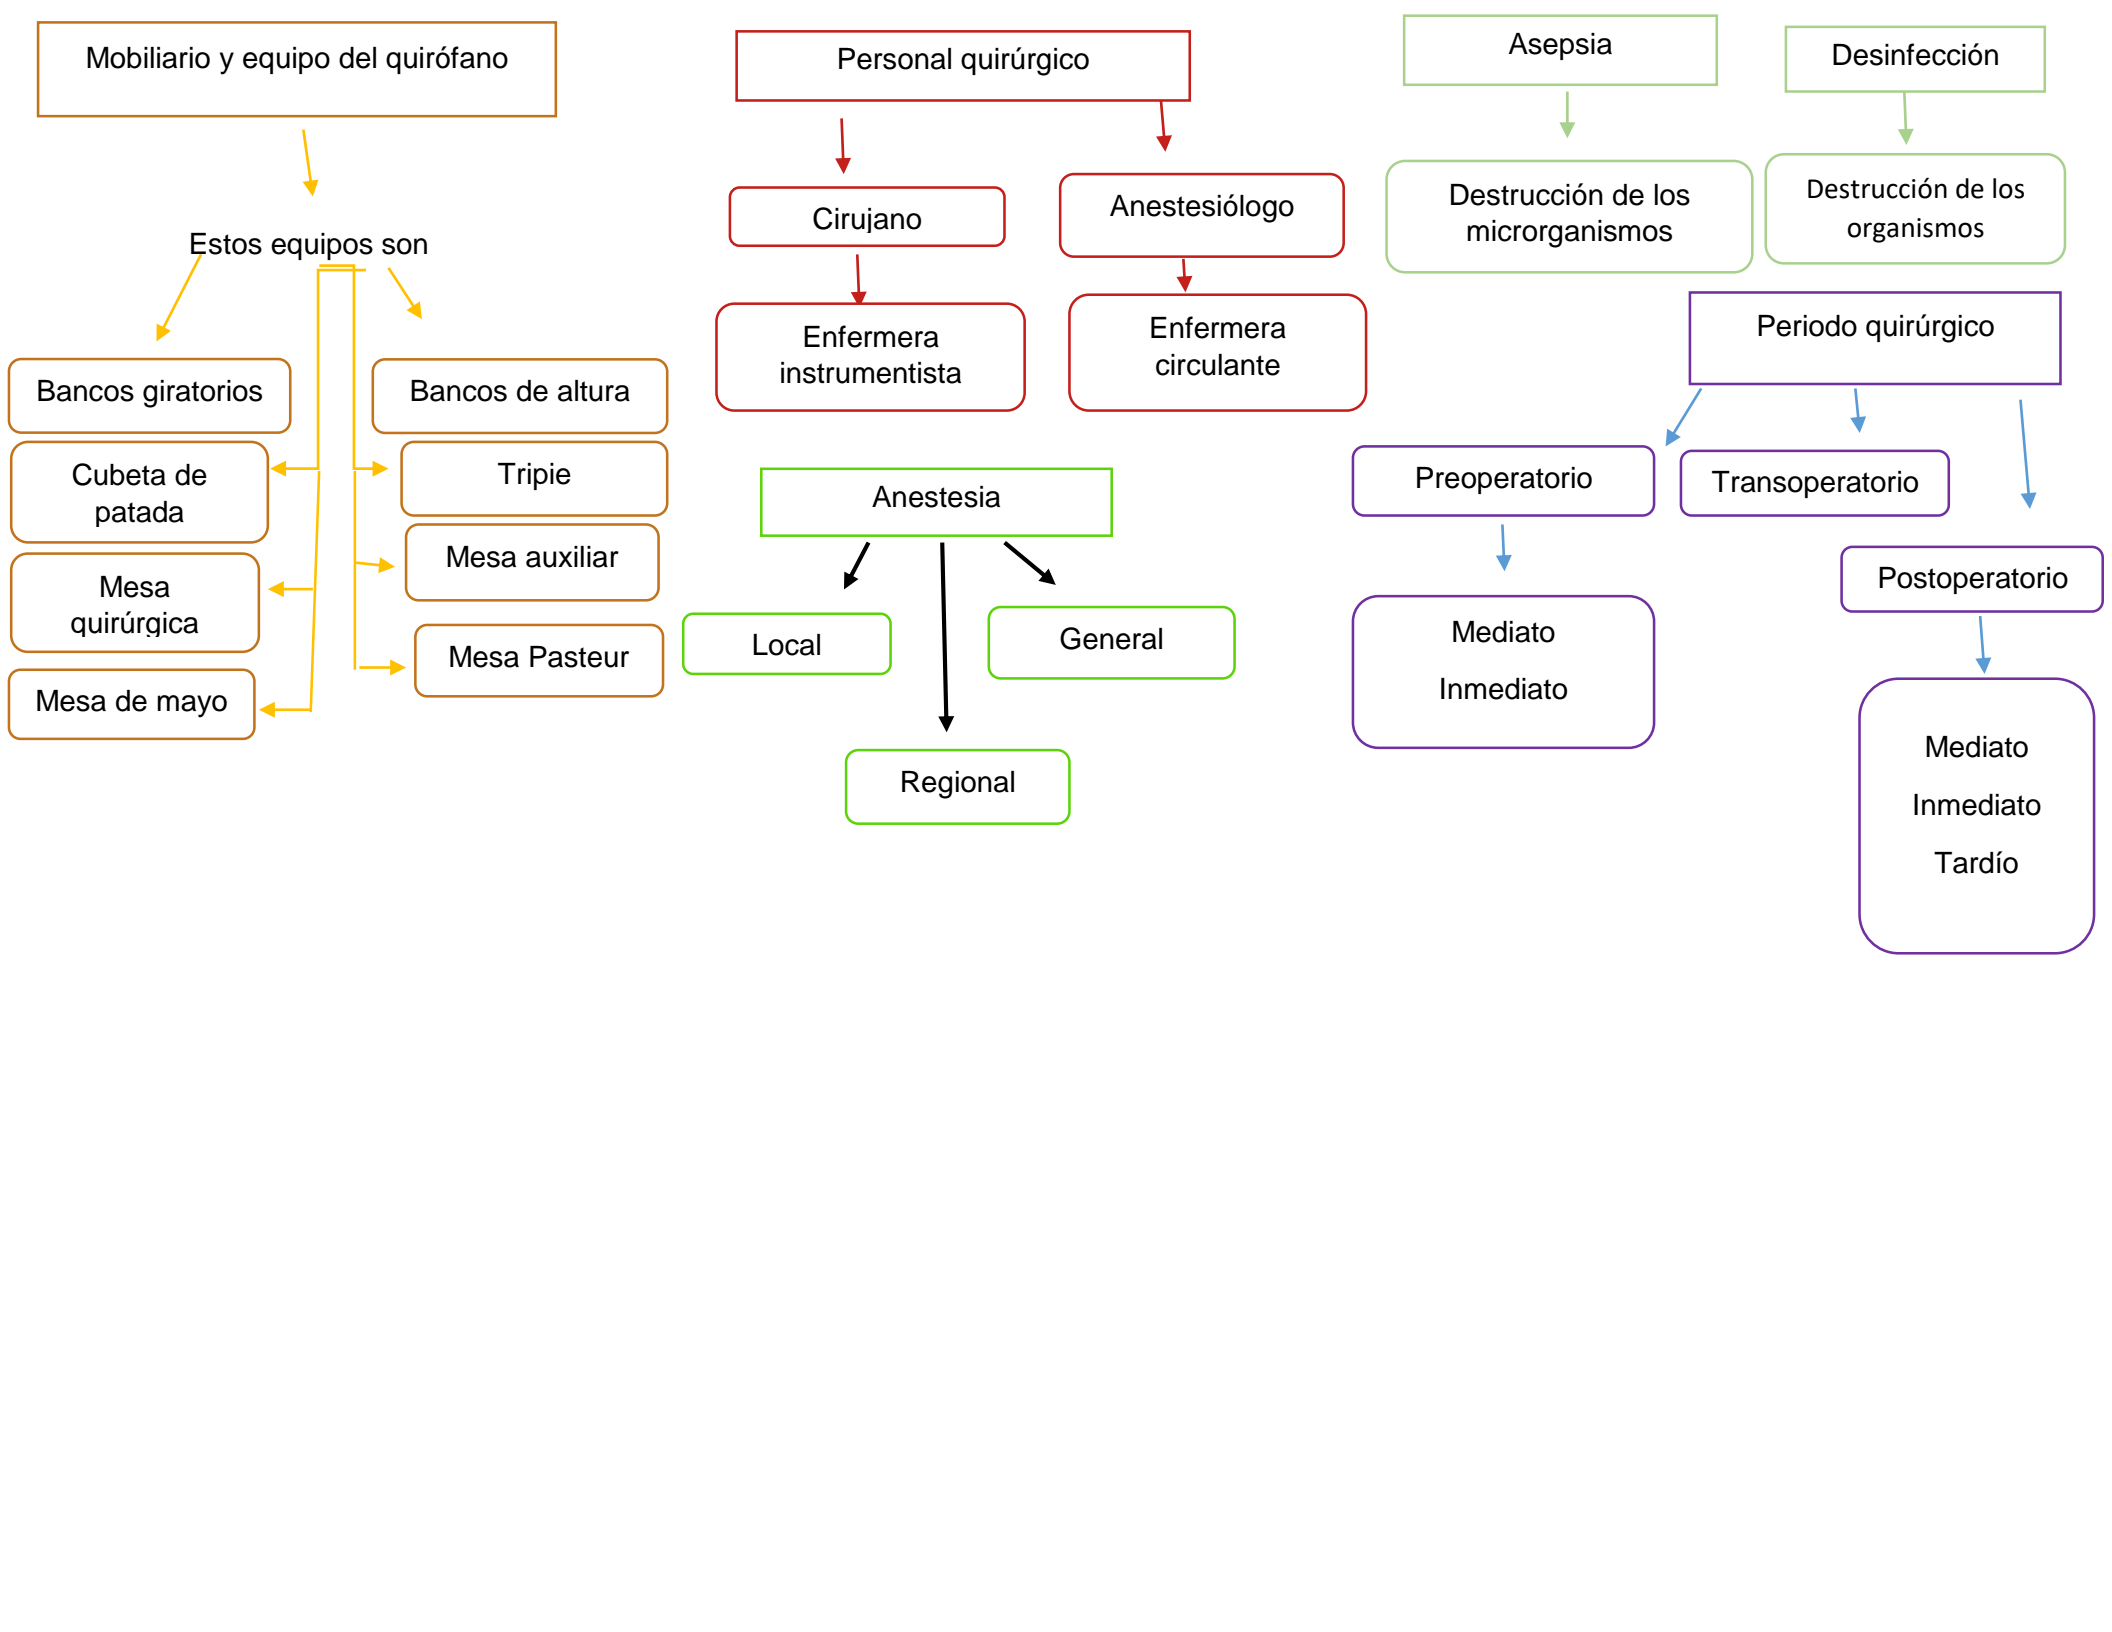 Mobiliario y equipo del quirófano
Estos equipos son
Bancos giratorios
Bancos de altura
Cubeta de
patada
Tripie
Mesa
quirúrgica
Mesa auxiliar
Mesa de mayo
Mesa Pasteur
Personal quirúrgico
Cirujano
Anestesiólogo
Enfermera
instrumentista
Enfermera
circulante
Anestesia
Local
General
Regional
Asepsia
Destrucción de los
microrganismos
Desinfección
Destrucción de los
organismos
Periodo quirúrgico
Preoperatorio
Transoperatorio
Postoperatorio
Mediato
Inmediato
Mediato
Inmediato
Tardío